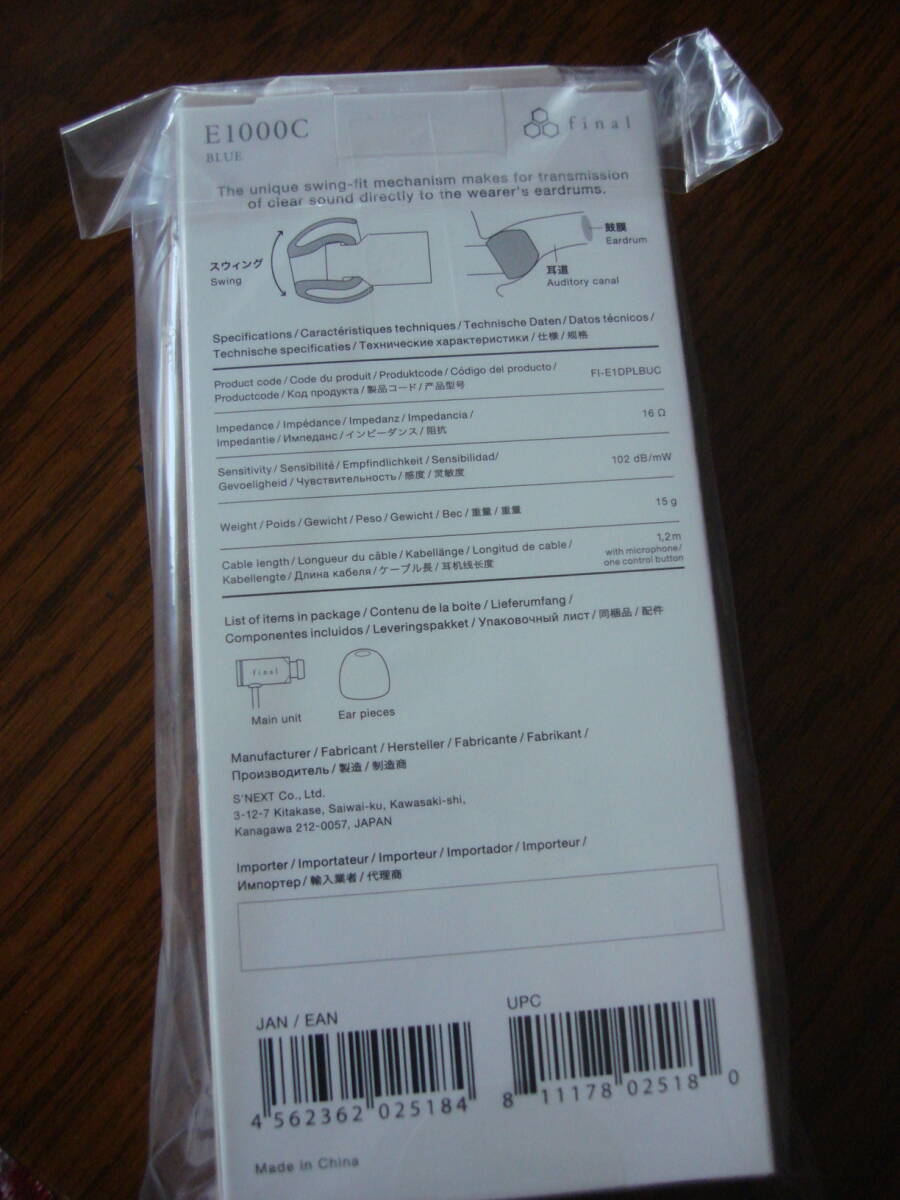 E1000C
BLUE
final
The unique swing-fit mechanism makes for transmission
of clear sound directly to the wearer's eardrums.
スウィング
Swing
鼓膜
Eardrum
耳道
Auditory canal
Specifications / Caractéristiques techniques / Technische Daten / Datos técnicos /
Technische specificaties / Технические характеристики / 仕様 / 规格
Product code / Code du produit / Produktcode / Código del producto /
Productcode / Код продукта / 製品コード / 产品型号
FI-E1DPLBUC
Impedance / Impédance / Impedanz / Impedancia /
Impedantie / Импеданс / インピーダンス / 阻抗
16 Ω
Sensitivity / Sensibilité / Empfindlichkeit / Sensibilidad /
Gevoeligheid / Чувствительность / 感度 / 灵敏度
102 dB/mW
Weight / Poids / Gewicht / Peso / Gewicht / Вес / 重量 / 重量
15 g
Cable length / Longueur du câble / Kabellänge / Longitud de cable /
Kabellengte / Длина кабеля / ケーブル長 / 耳机线长度
1,2 m
with microphone/
one control button
List of items in package / Contenu de la boite / Lieferumfang /
Componentes incluidos / Leveringspakket / Упаковочный лист / 同梱品 / 配件
final
Main unit
Ear pieces
Manufacturer / Fabricant / Hersteller / Fabricante / Fabrikant /
Производитель / 製造 / 制造商
S'NEXT Co., Ltd.
3-12-7 Kitakase, Saiwai-ku, Kawasaki-shi,
Kanagawa 212-0057, JAPAN
Importer / Importateur / Importeur / Importador / Importeur /
Импортер / 輸入業者 / 代理商
JAN / EAN
4 562362 025184
UPC
8 11178 02518 0
Made in China